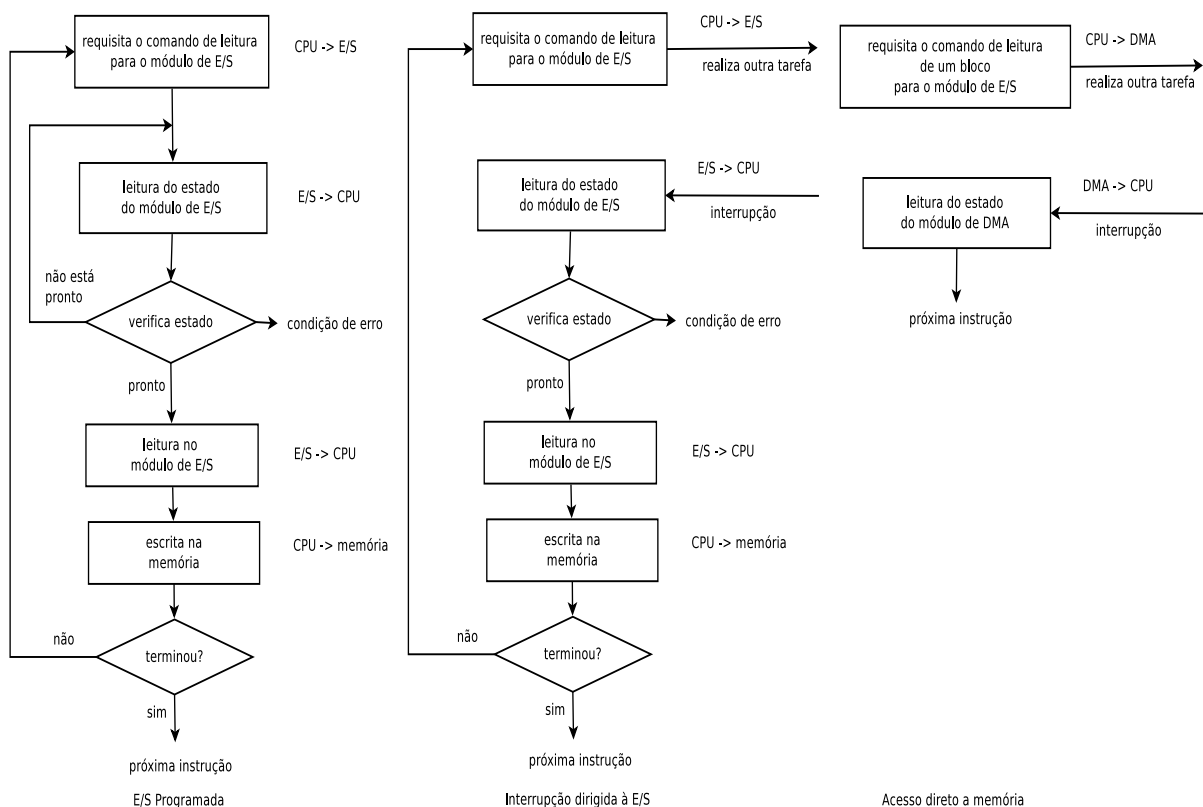 requisita o comando de leitura
para o módulo de E/S
CPU -> E/S
leitura do estado
do módulo de E/S
E/S -> CPU
não está
pronto
verifica estado
condição de erro
pronto
leitura no
módulo de E/S
E/S -> CPU
escrita na
memória
CPU -> memória
não
terminou?
sim
próxima instrução
E/S Programada
requisita o comando de leitura
para o módulo de E/S
CPU -> E/S
realiza outra tarefa
leitura do estado
do módulo de E/S
E/S -> CPU
interrupção
verifica estado
condição de erro
pronto
leitura no
módulo de E/S
E/S -> CPU
escrita na
memória
CPU -> memória
não
terminou?
sim
próxima instrução
Interrupção dirigida à E/S
requisita o comando de leitura
de um bloco
para o módulo de E/S
CPU -> DMA
realiza outra tarefa
leitura do estado
do módulo de DMA
DMA -> CPU
interrupção
próxima instrução
Acesso direto a memória